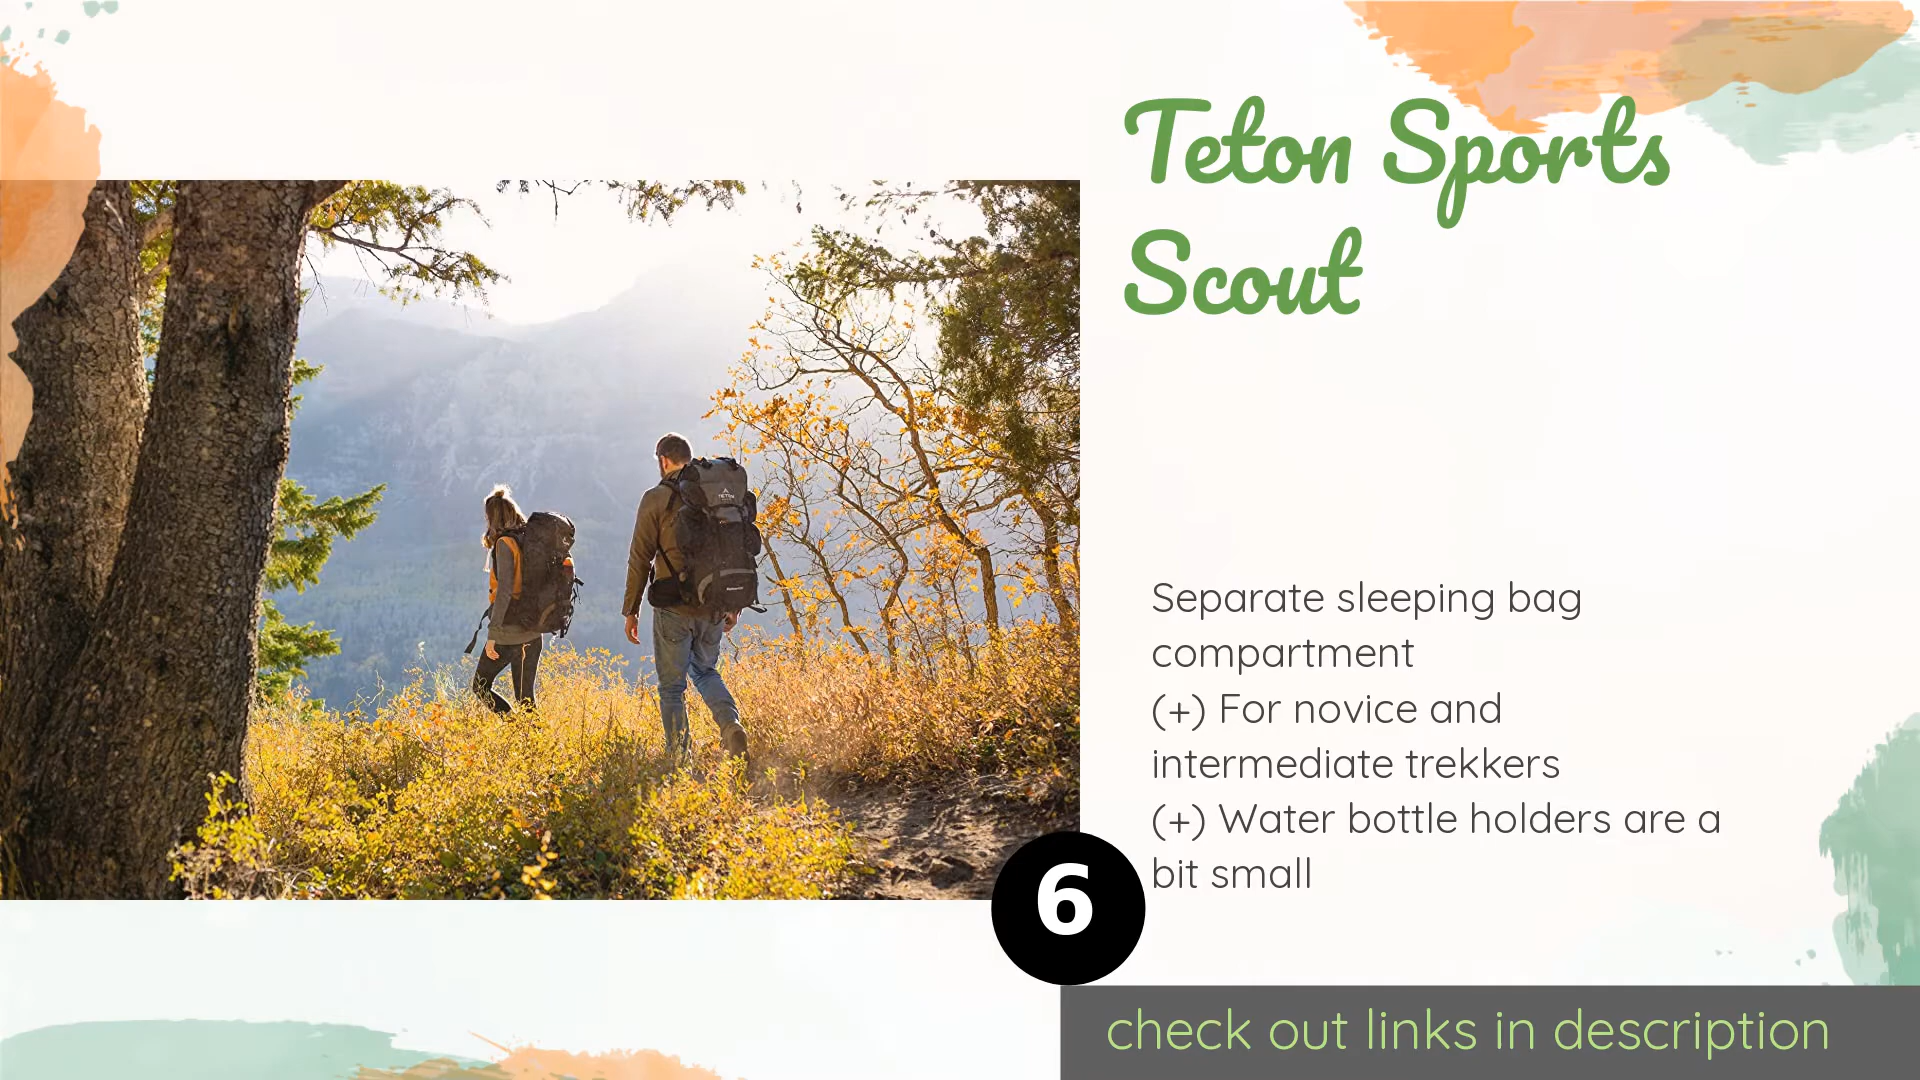 Teton Sports
Scout
TETON
Separate sleeping bag
compartment
(+) For novice and
intermediate trekkers
(+) Water bottle holders are a
bit small
6
check out links in description